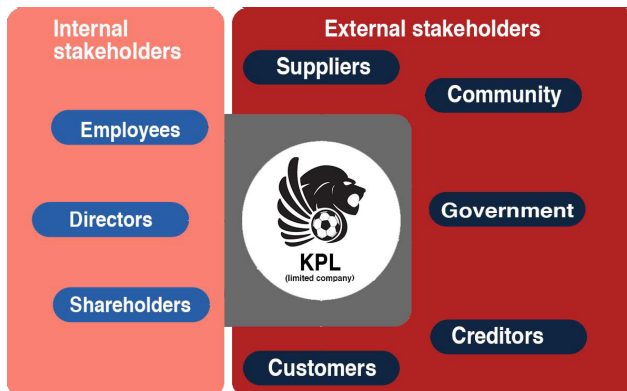 Internal
stakeholders
Employees
Directors
Shareholders
External stakeholders
Suppliers
Community
Government
Creditors
Customers
KPL
(limited company)